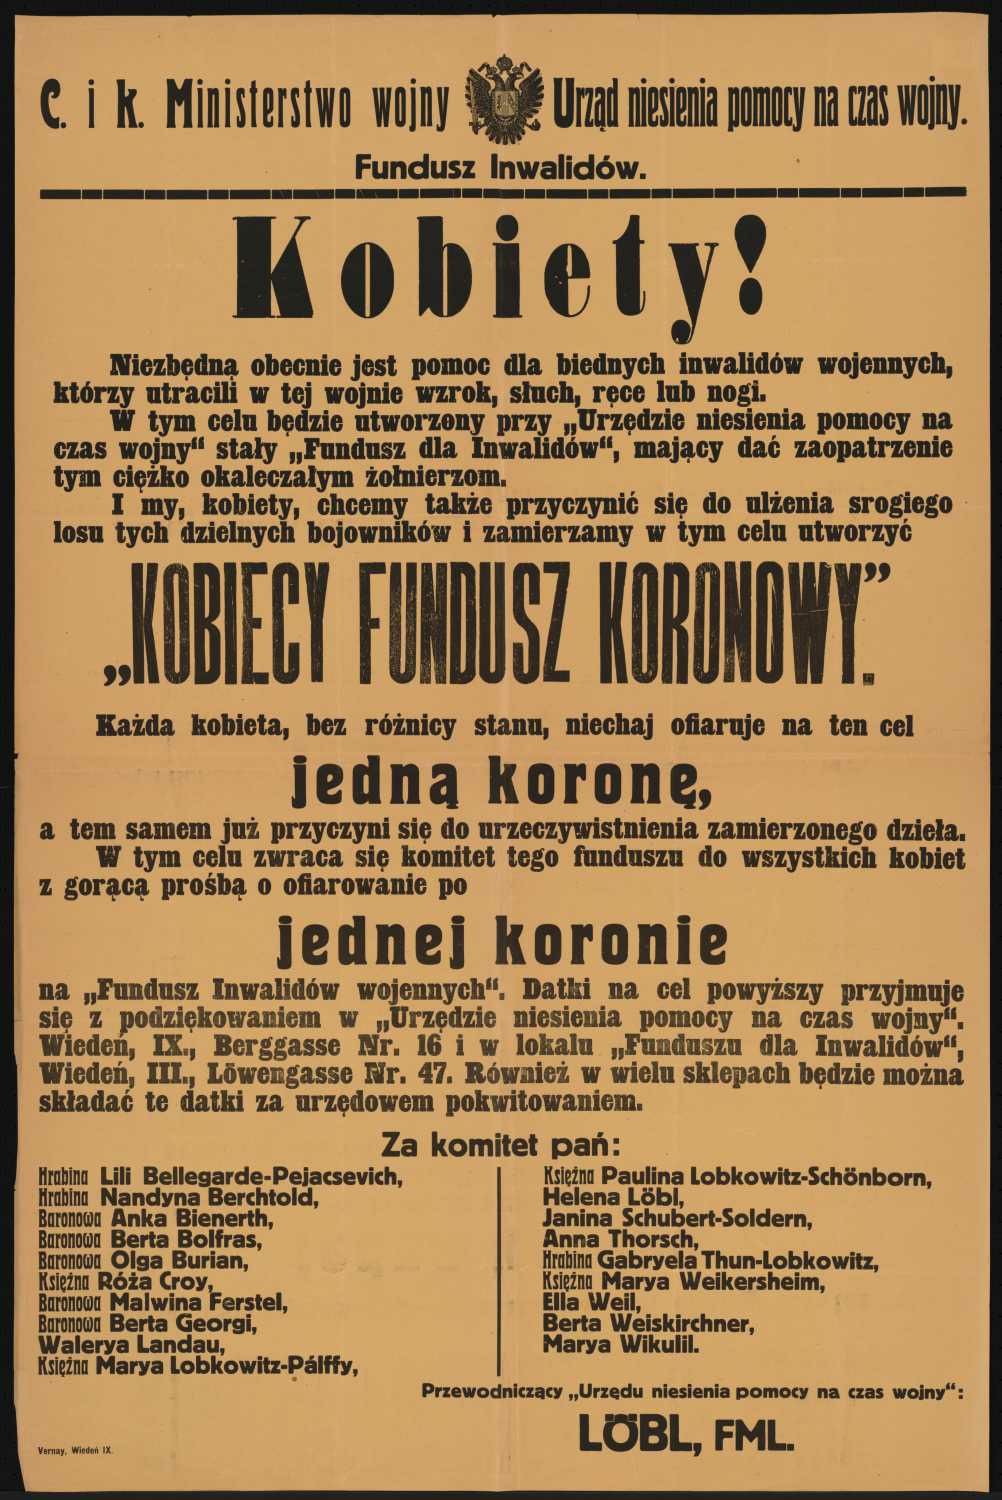 C. i k. Ministerstwo wojny Urząd niesienia pomocy na czas wojny.
Fundusz Inwalidów.
Kobiety!
Niezbędną obecnie jest pomoc dla biednych inwalidów wojennych,
którzy utracili w tej wojnie wzrok, słuch, ręce lub nogi.
W tym celu będzie utworzony przy „Urzędzie niesienia pomocy na
czas wojny“ stały „Fundusz dla Inwalidów“, mający dać zaopatrzenie
tym ciężko okaleczałym żołnierzom.
I my, kobiety, chcemy także przyczynić się do ulżenia srogiego
losu tych dzielnych bojowników i zamierzamy w tym celu utworzyć
„KOBIECY FUNDUSZ KORONOWY.”
Każda kobieta, bez różnicy stanu, niechaj ofiaruje na ten cel
jedną koronę,
a tem samem już przyczyni się do urzeczywistnienia zamierzonego dzieła.
W tym celu zwraca się komitet tego funduszu do wszystkich kobiet
z gorącą prośbą o ofiarowanie po
jednej koronie
na „Fundusz Inwalidów wojennych“. Datki na cel powyższy przyjmuje
się z podziękowaniem w „Urzędzie niesienia pomocy na czas wojny“.
Wiedeń, IX., Berggasse Nr. 16 i w lokalu „Funduszu dla Inwalidów“,
Wiedeń, III., Löwengasse Nr. 47. Również w wielu sklepach będzie można
składać te datki za urzędowem pokwitowaniem.
Za komitet pań:
Hrabina Lili Bellegarde-Pejacsevich,
Hrabina Nandyna Berchtold,
Baronowa Anka Bienerth,
Baronowa Berta Bolfras,
Baronowa Olga Burian,
Księżna Róża Croy,
Baronowa Malwina Ferstel,
Baronowa Berta Georgi,
Walerya Landau,
Księżna Marya Lobkowitz-Pálffy,
Księżna Paulina Lobkowitz-Schönborn,
Helena Löbl,
Janina Schubert-Soldern,
Anna Thorsch,
Hrabina Gabryela Thun-Lobkowitz,
Księżna Marya Weikersheim,
Ella Weil,
Berta Weiskirchner,
Marya Wikulil.
Przewodniczący „Urzędu niesienia pomocy na czas wojny“:
LÖBL, FML.
Vernay, Wiedeń IX.